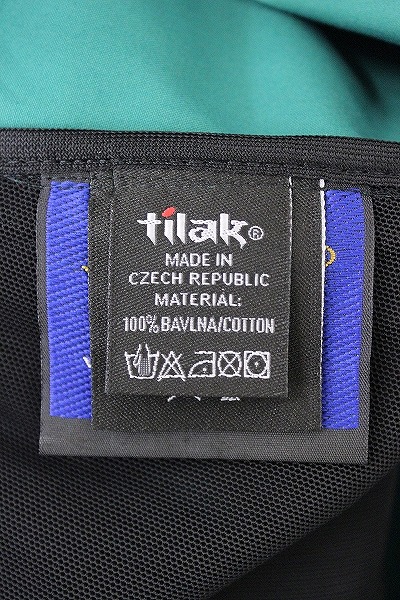 tilak®
MADE IN
CZECH REPUBLIC
MATERIAL:
100% BAVLNA/COTTON